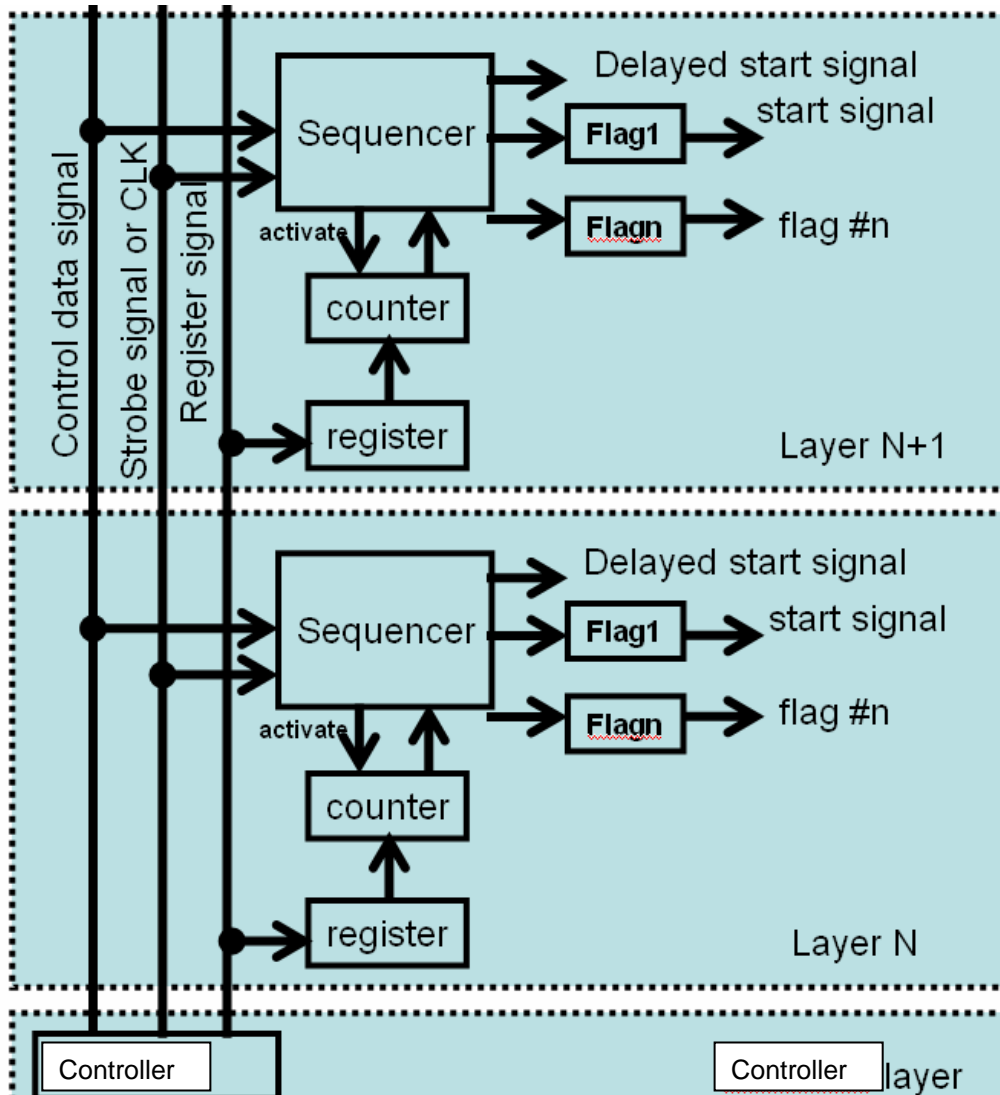 Delayed start signal
start signal
Sequencer
Flag1
Flagn
flag #n
activate
counter
register
Control data signal
Strobe signal or CLK
Register signal
Layer N+1
Delayed start signal
start signal
Sequencer
Flag1
Flagn
flag #n
activate
counter
register
Layer N
Controller
Controller layer